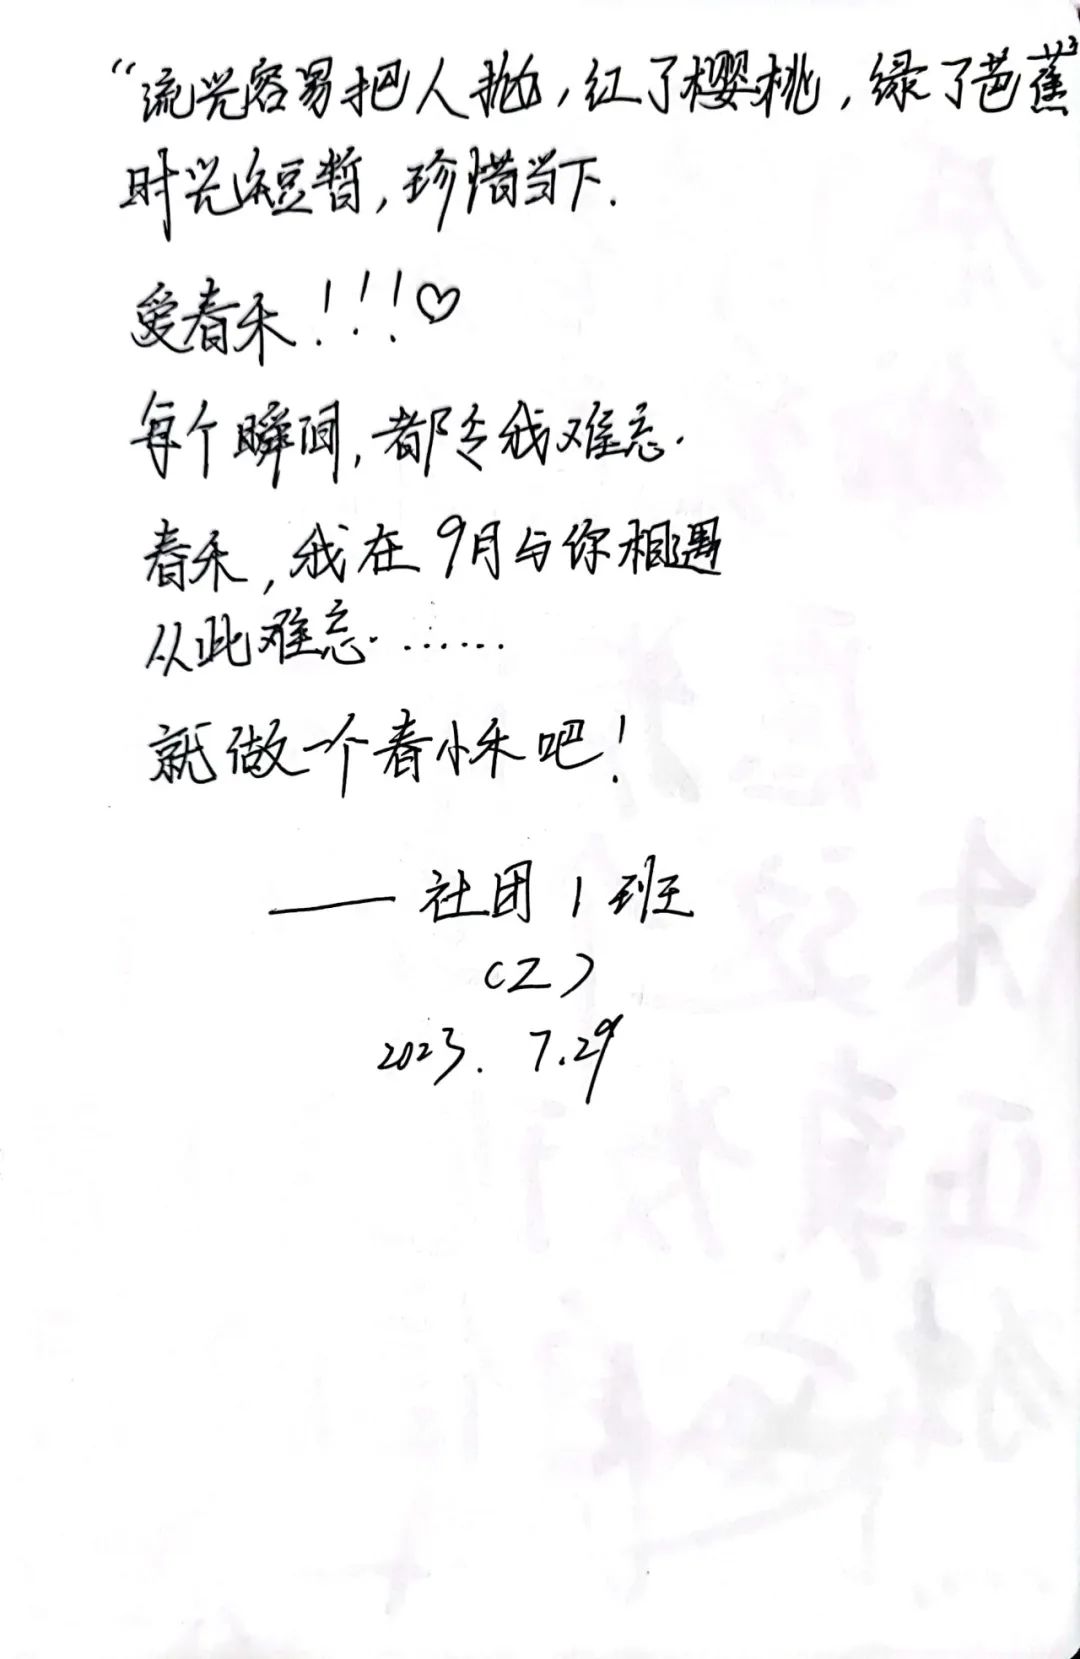 “流光容易把人抛，红了樱桃，绿了芭蕉”
时光短暂，珍惜当下.
爱春禾！！！♡
每个瞬间，都令我难忘.
春禾，我在9月与你相遇
从此难忘.……
就做一个春小禾吧！
——社团1班
（Z）
2023. 7.29